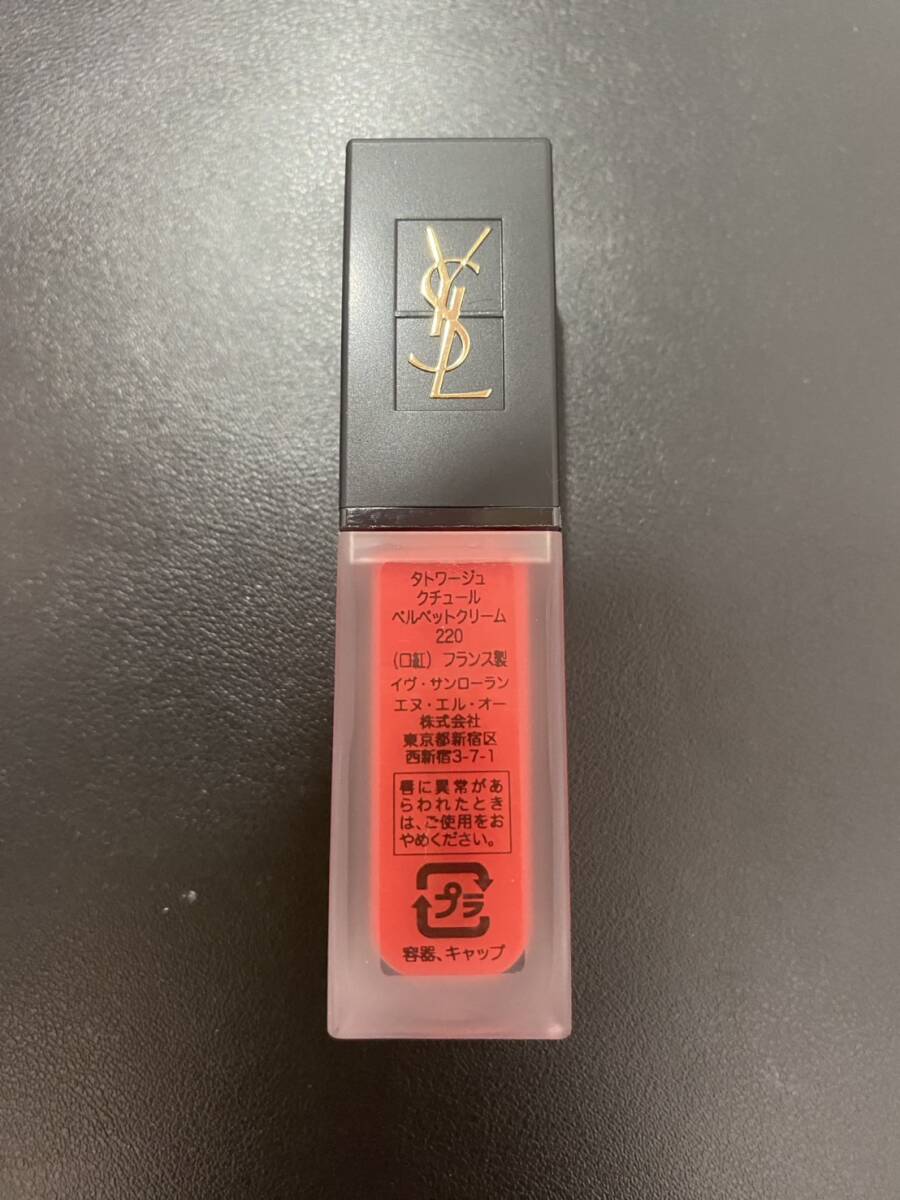 YSL
タトワージュ
クチュール
ベルベットクリーム
220
(口紅) フランス製
イヴ・サンローラン
エヌ・エル・オー
株式会社
東京都新宿区
西新宿3-7-1
唇に異常があ
らわれたとき
は、ご使用をお
やめください。
プラ
容器、キャップ